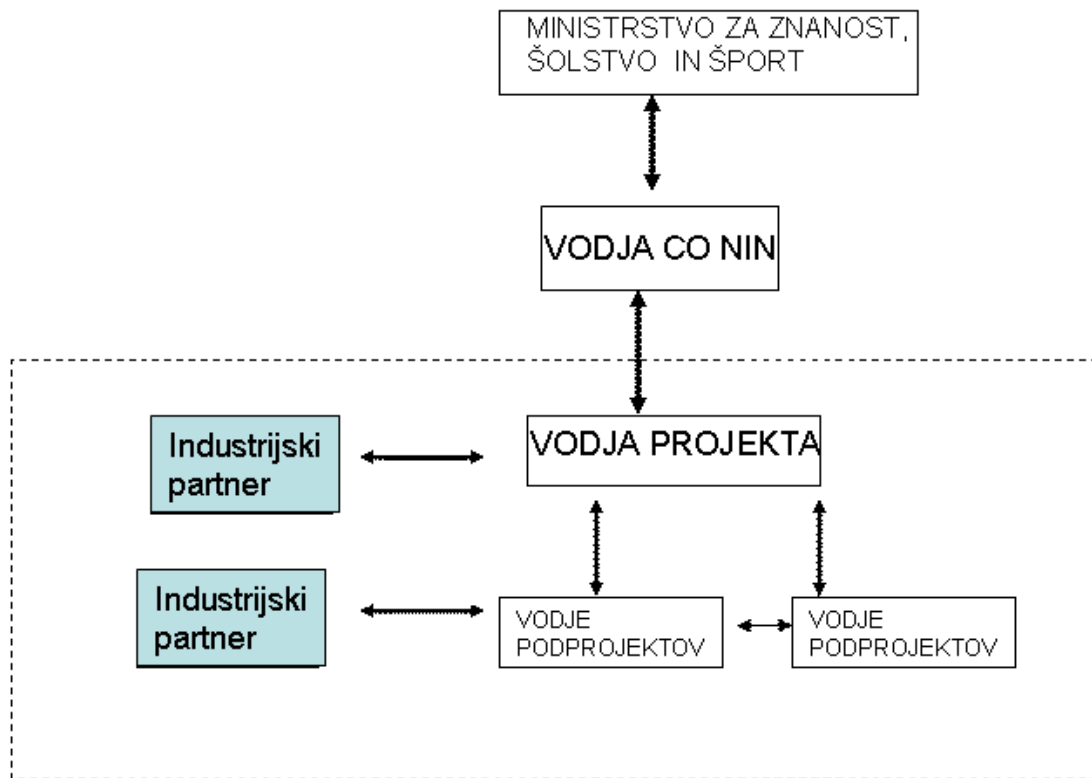 MINISTRSTVO ZA ZNANOST,
ŠOLSTVO IN ŠPORT
VODJA CO NIN
Industrijski
partner
VODJA PROJEKTA
Industrijski
partner
VODJE
PODPROJEKTOV
VODJE
PODPROJEKTOV